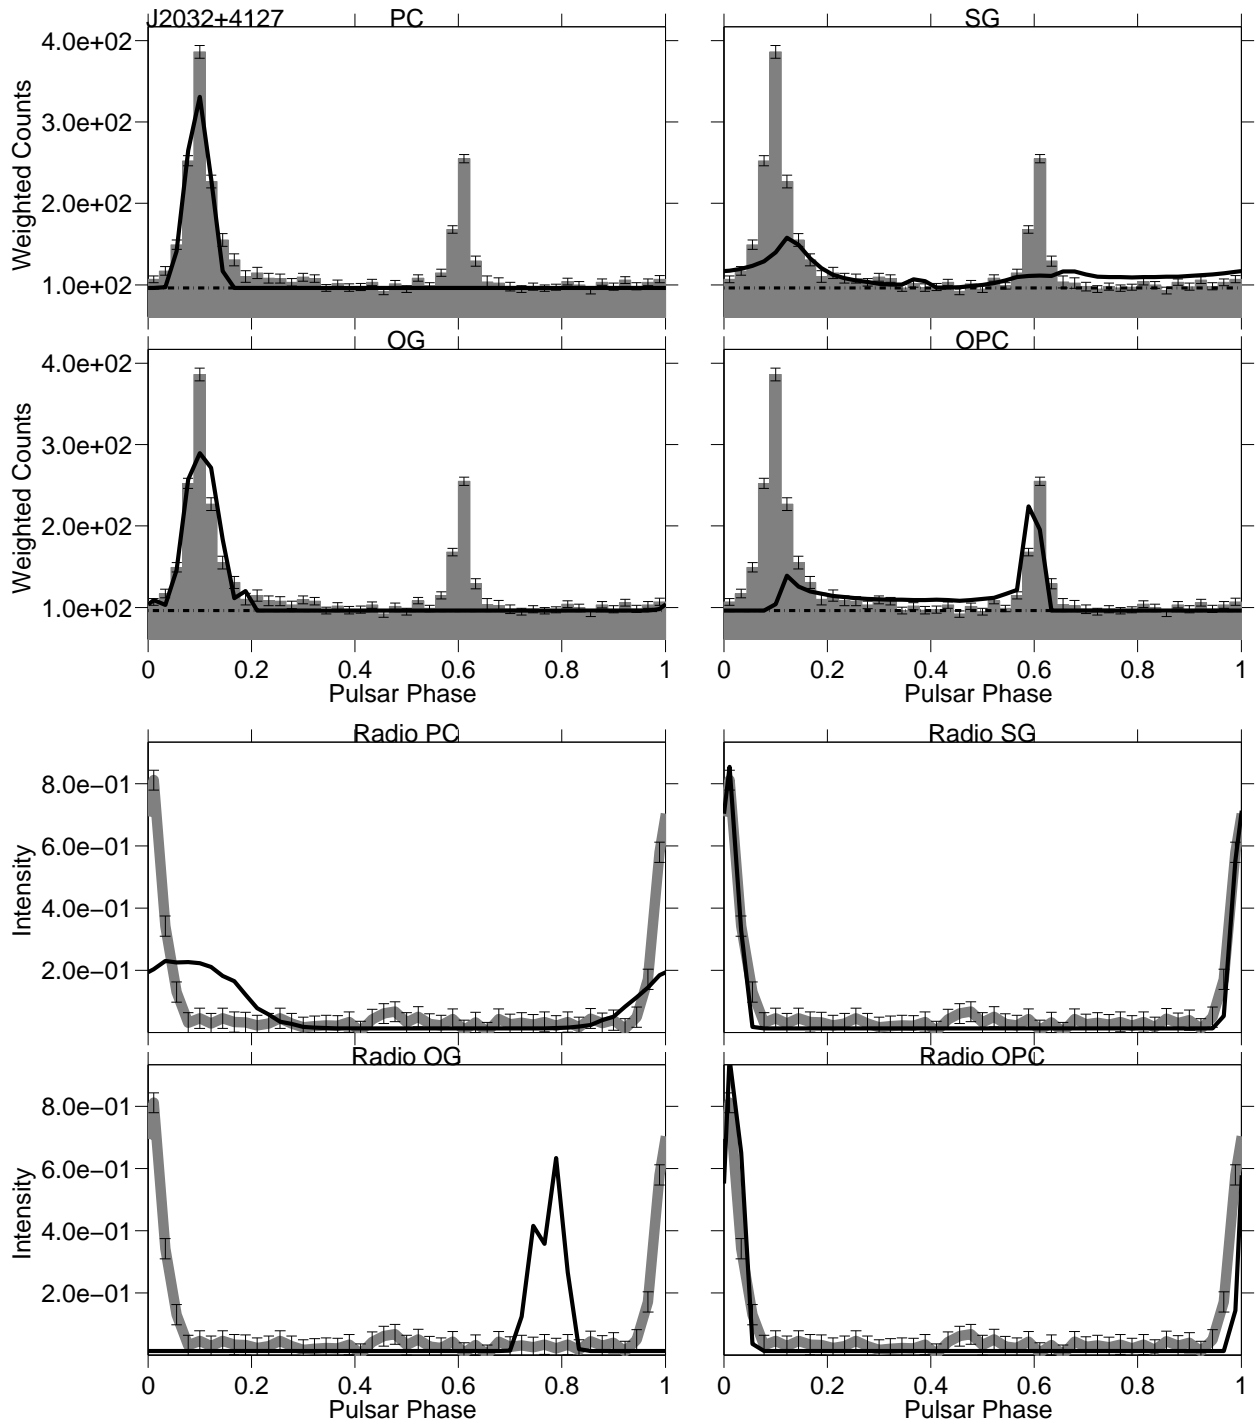 J2032+4127 PC SG
4.0e+02
3.0e+02
2.0e+02
1.0e+02
Weighted Counts
OG OPC
4.0e+02
3.0e+02
2.0e+02
1.0e+02
Weighted Counts
0 0.2 0.4 0.6 0.8 1 0 0.2 0.4 0.6 0.8 1
Pulsar Phase Pulsar Phase
Radio PC Radio SG
8.0e−01
6.0e−01
4.0e−01
2.0e−01
Intensity
Radio OG Radio OPC
8.0e−01
6.0e−01
4.0e−01
2.0e−01
Intensity
0 0.2 0.4 0.6 0.8 1 0 0.2 0.4 0.6 0.8 1
Pulsar Phase Pulsar Phase